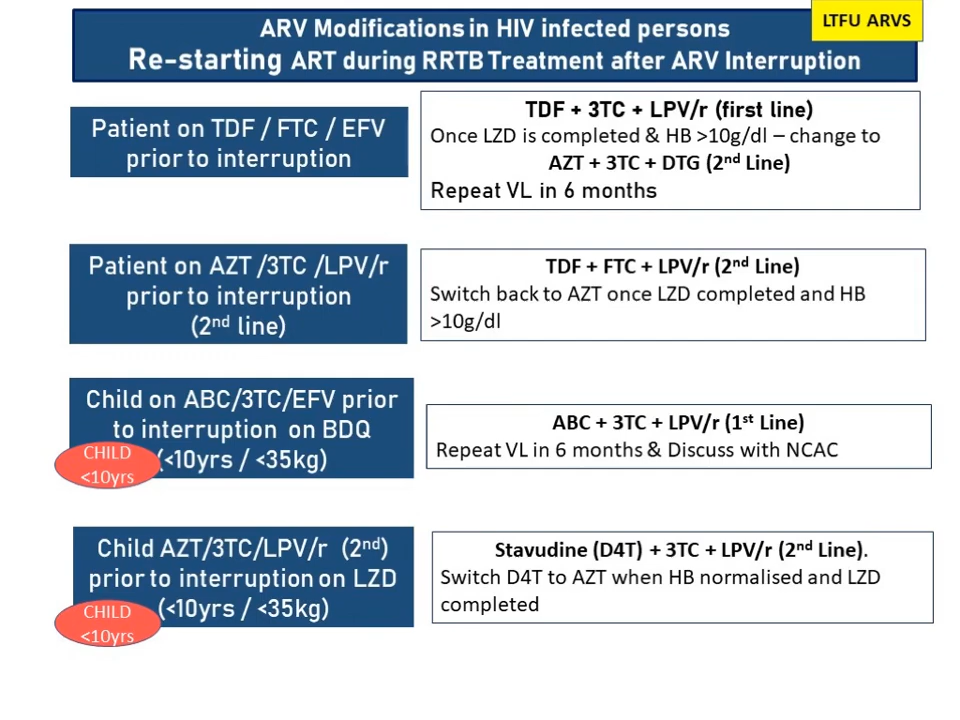 LTFU ARVS
ARV Modifications in HIV infected persons
Re-starting ART during RRTB Treatment after ARV Interruption
Patient on TDF / FTC / EFV
prior to interruption
TDF + 3TC + LPV/r (first line)
Once LZD is completed & HB >10g/dl – change to
AZT + 3TC + DTG (2nd Line)
Repeat VL in 6 months
Patient on AZT /3TC /LPV/r
prior to interruption
(2nd line)
TDF + FTC + LPV/r (2nd Line)
Switch back to AZT once LZD completed and HB
>10g/dl
Child on ABC/3TC/EFV prior
to interruption on BDQ
(<10yrs / <35kg)
CHILD
<10yrs
ABC + 3TC + LPV/r (1st Line)
Repeat VL in 6 months & Discuss with NCAC
Child AZT/3TC/LPV/r (2nd)
prior to interruption on LZD
(<10yrs / <35kg)
CHILD
<10yrs
Stavudine (D4T) + 3TC + LPV/r (2nd Line).
Switch D4T to AZT when HB normalised and LZD
completed